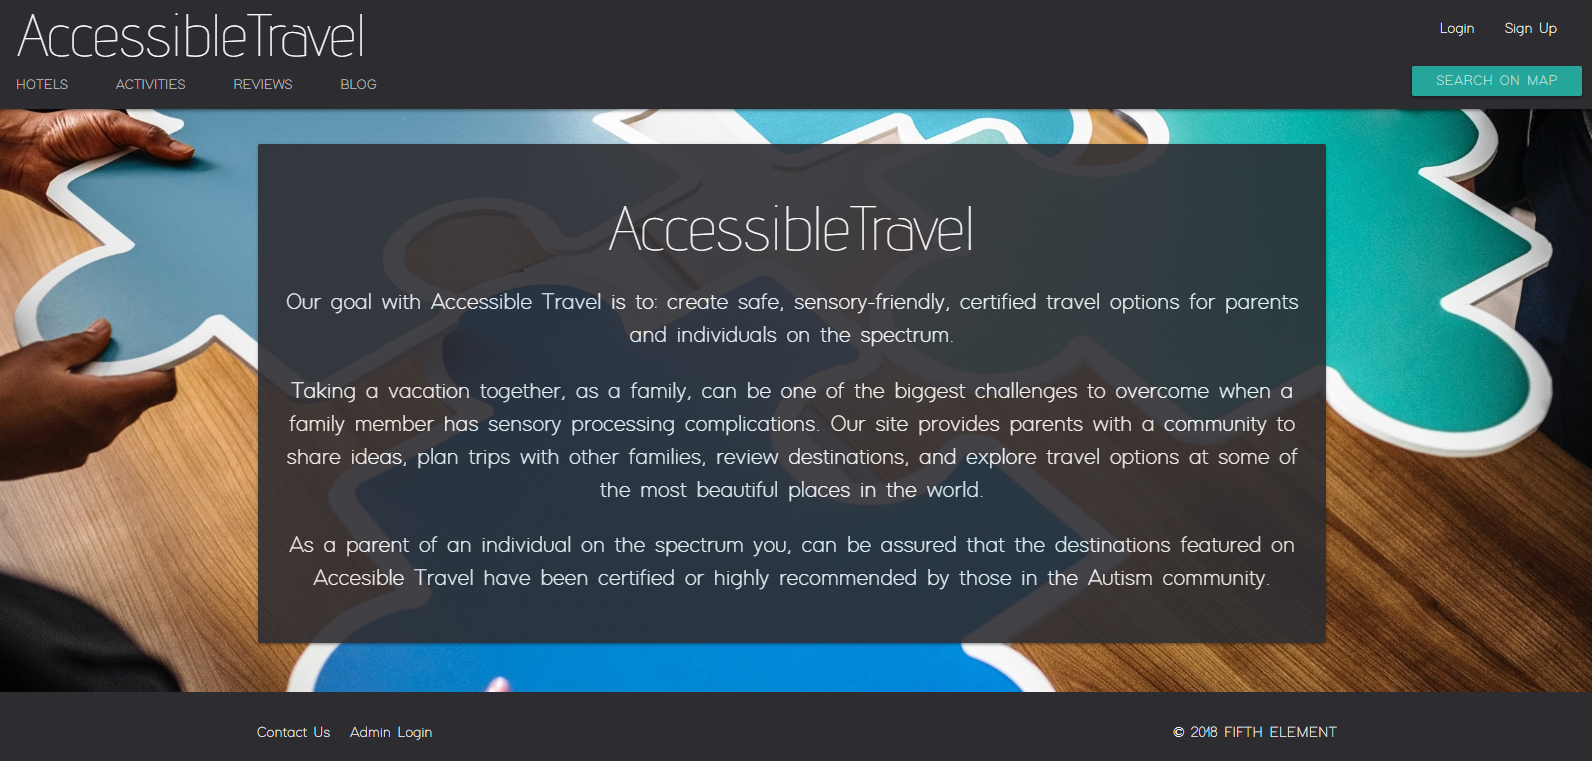 AccessibleTravel
Login Sign Up
HOTELS ACTIVITIES REVIEWS BLOG
SEARCH ON MAP
AccessibleTravel
Our goal with Accessible Travel is to: create safe, sensory-friendly, certified travel options for parents
and individuals on the spectrum.
Taking a vacation together, as a family, can be one of the biggest challenges to overcome when a
family member has sensory processing complications. Our site provides parents with a community to
share ideas, plan trips with other families, review destinations, and explore travel options at some of
the most beautiful places in the world.
As a parent of an individual on the spectrum you, can be assured that the destinations featured on
Accesible Travel have been certified or highly recommended by those in the Autism community.
Contact Us Admin Login
© 2018 FIFTH ELEMENT